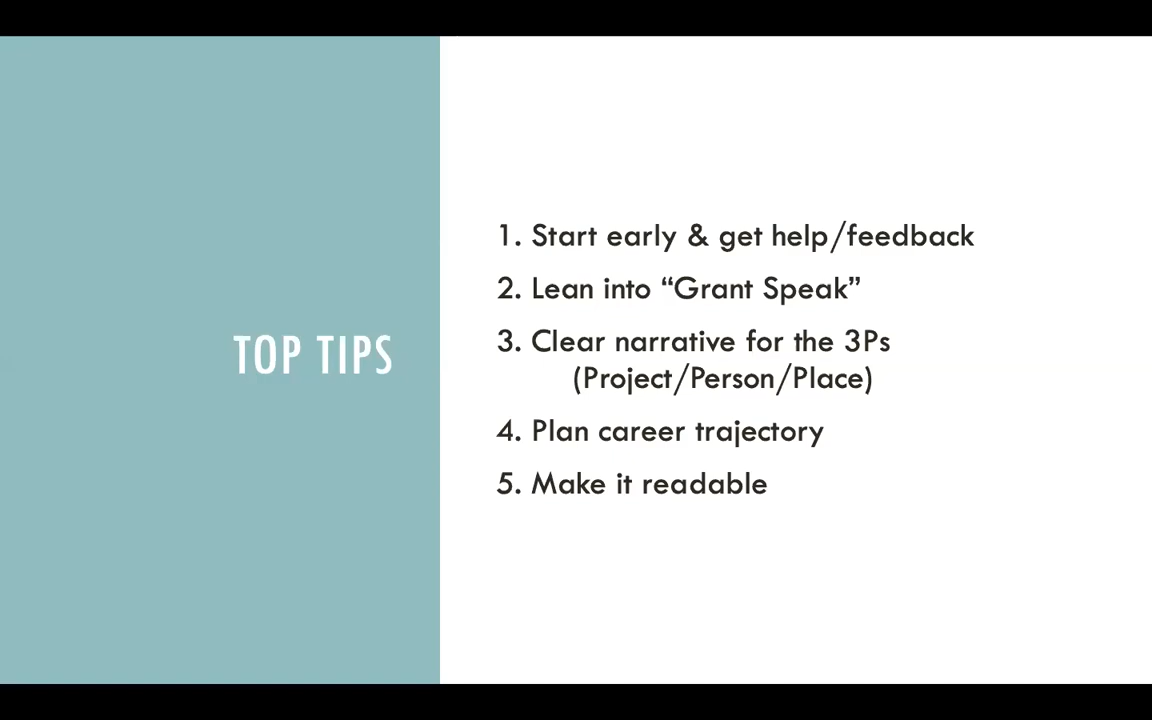 TOP TIPS
1. Start early & get help/feedback
2. Lean into “Grant Speak”
3. Clear narrative for the 3Ps
(Project/Person/Place)
4. Plan career trajectory
5. Make it readable